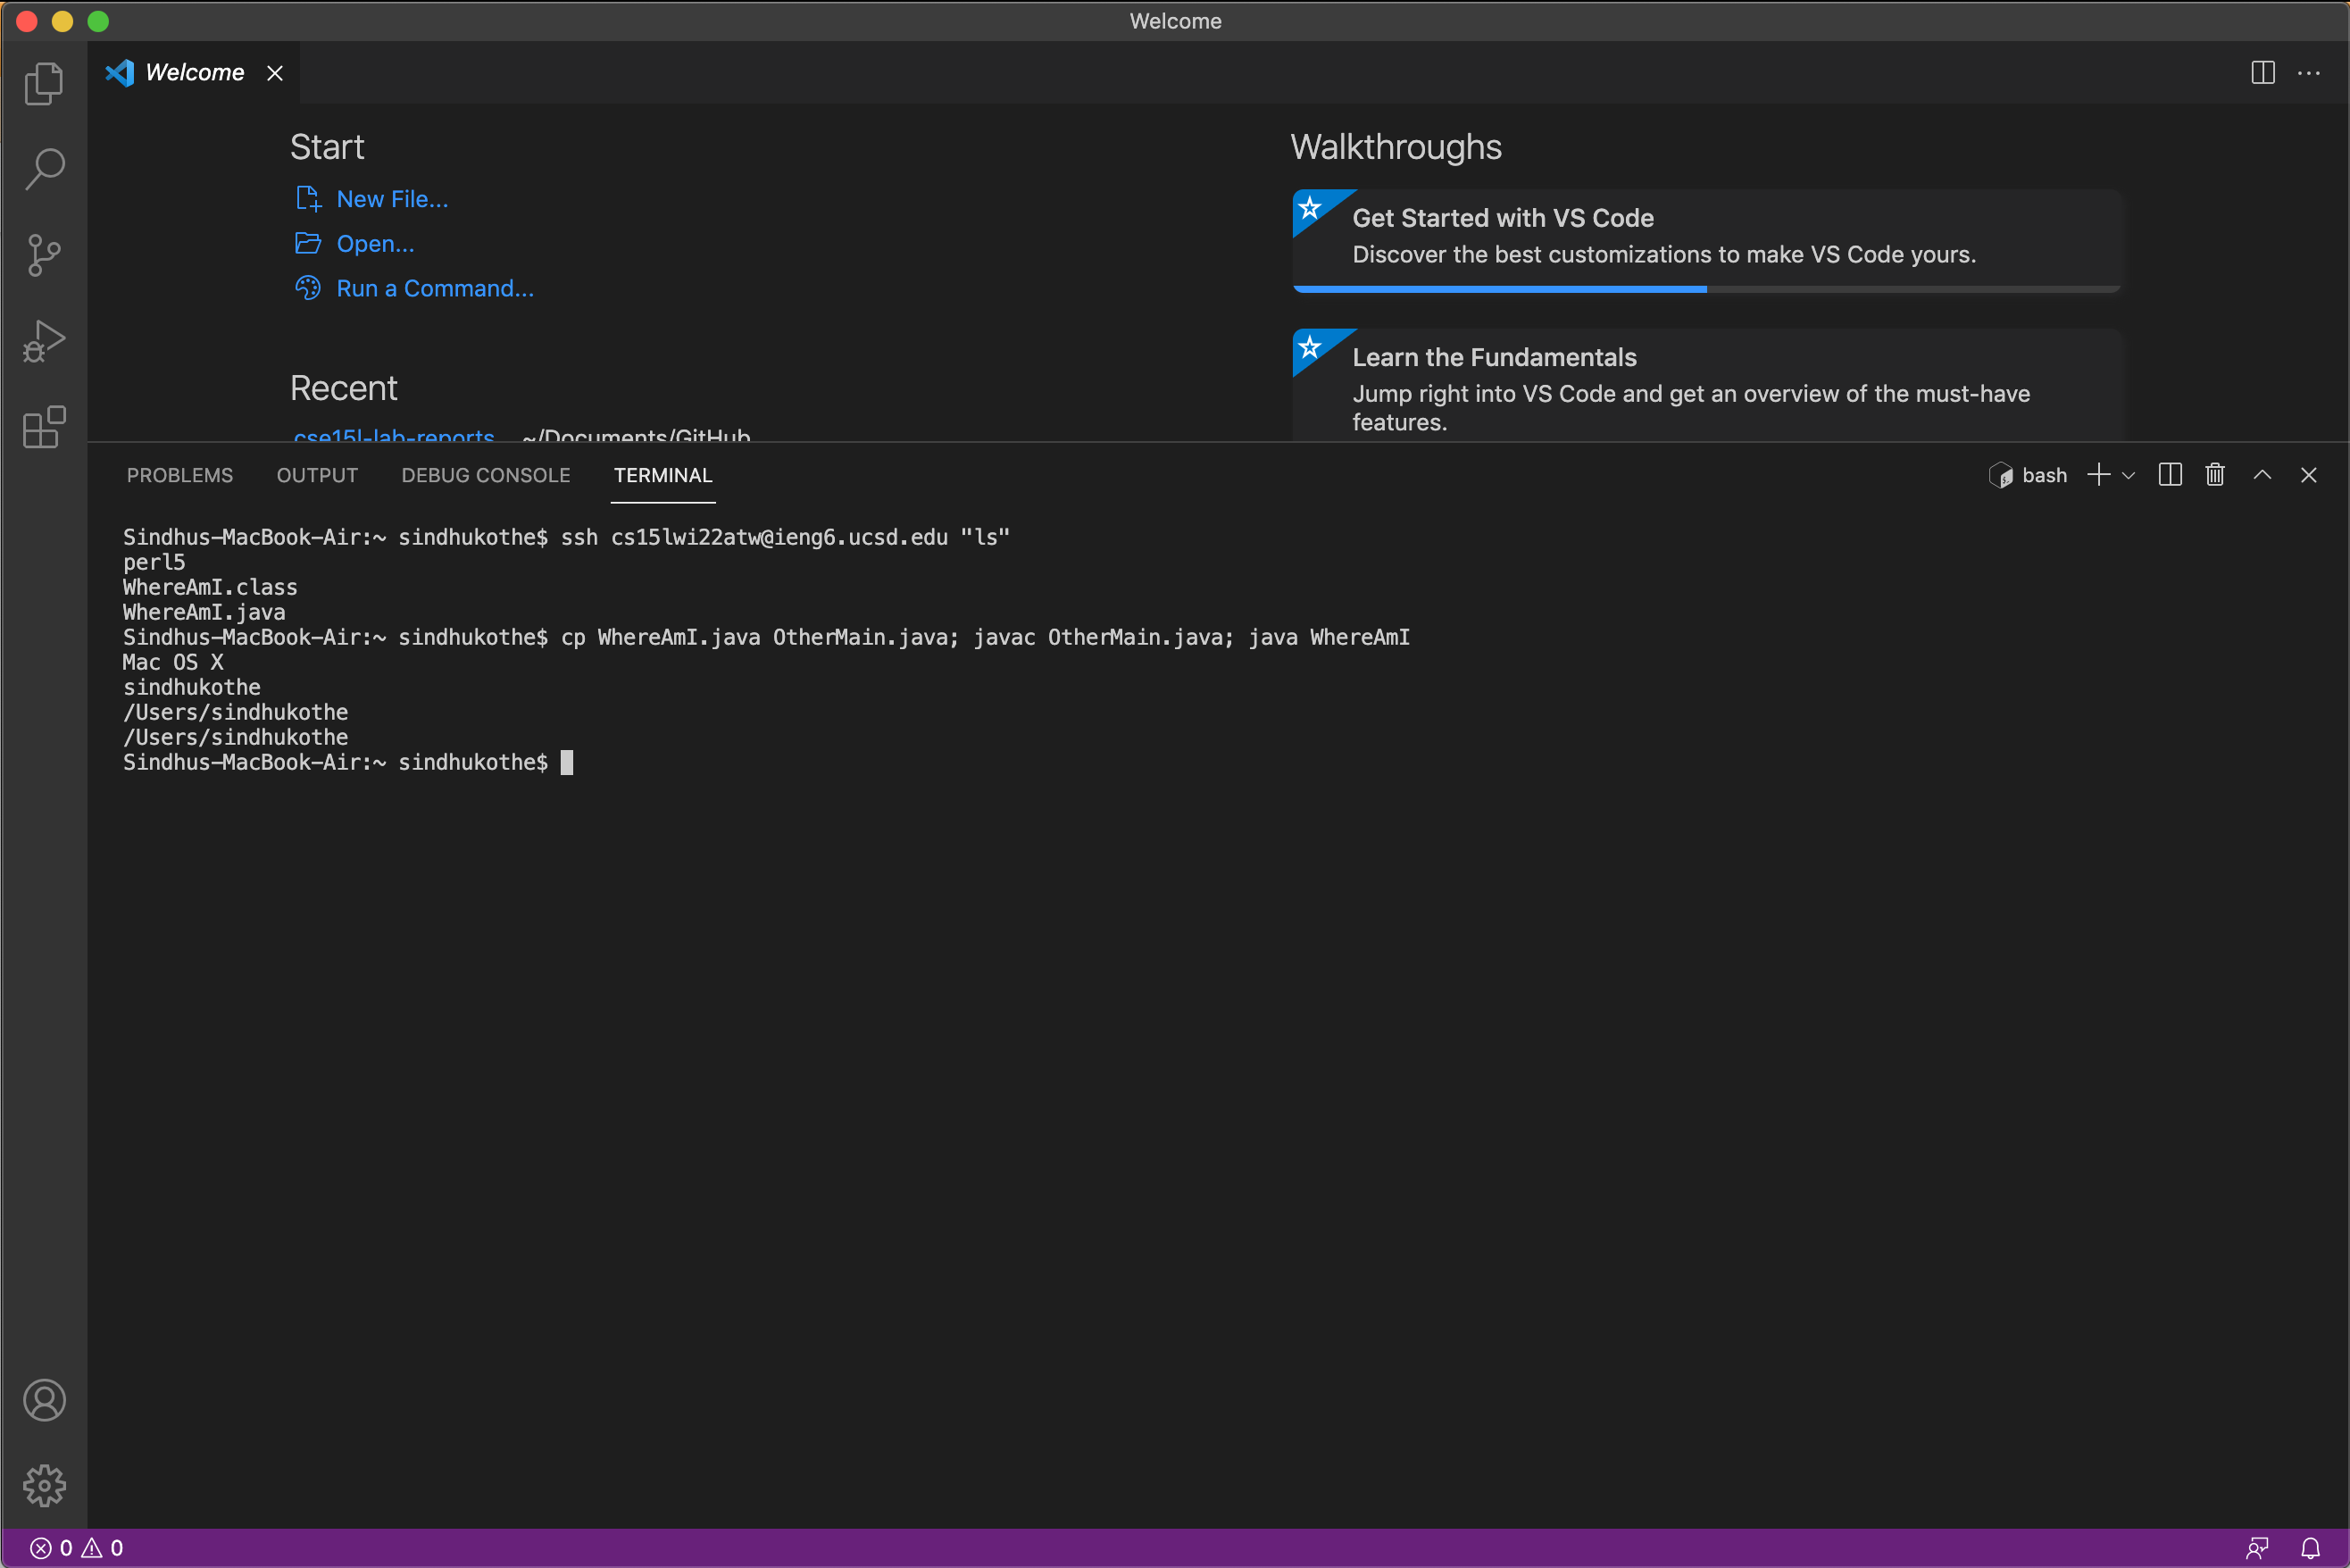 Welcome
Welcome
Start
New File...
Open...
Run a Command...
Recent
cse15l-lab-reports ~/Documents/GitHub
Walkthroughs
Get Started with VS Code
Discover the best customizations to make VS Code yours.
Learn the Fundamentals
Jump right into VS Code and get an overview of the must-have
features.
PROBLEMS OUTPUT DEBUG CONSOLE TERMINAL bash
Sindhus-MacBook-Air:~ sindhukothe$ ssh cs15lwi22atw@ieng6.ucsd.edu "ls"
perl5
WhereAmI.class
WhereAmI.java
Sindhus-MacBook-Air:~ sindhukothe$ cp WhereAmI.java OtherMain.java; javac OtherMain.java; java WhereAmI
Mac OS X
sindhukothe
/Users/sindhukothe
/Users/sindhukothe
Sindhus-MacBook-Air:~ sindhukothe$
0 0